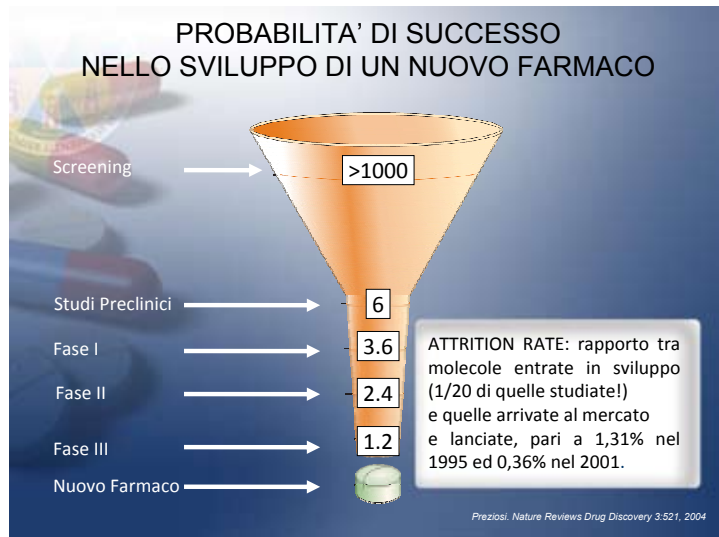 PROBABILITA’ DI SUCCESSO
NELLO SVILUPPO DI UN NUOVO FARMACO
Screening
>1000
Studi Preclinici
6
Fase I
3.6
Fase II
2.4
Fase III
1.2
Nuovo Farmaco
ATTRITION RATE: rapporto tra
molecole entrate in sviluppo
(1/20 di quelle studiate!)
e quelle arrivate al mercato
e lanciate, pari a 1,31% nel
1995 ed 0,36% nel 2001.
Preziosi. Nature Reviews Drug Discovery 3:521, 2004